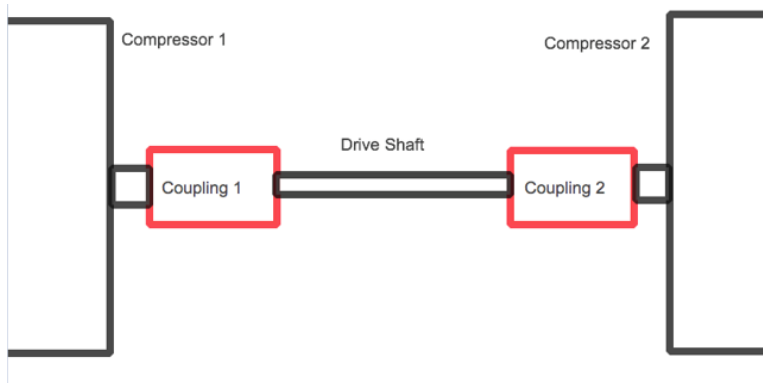 Compressor 1
Compressor 2
Drive Shaft
Coupling 1
Coupling 2